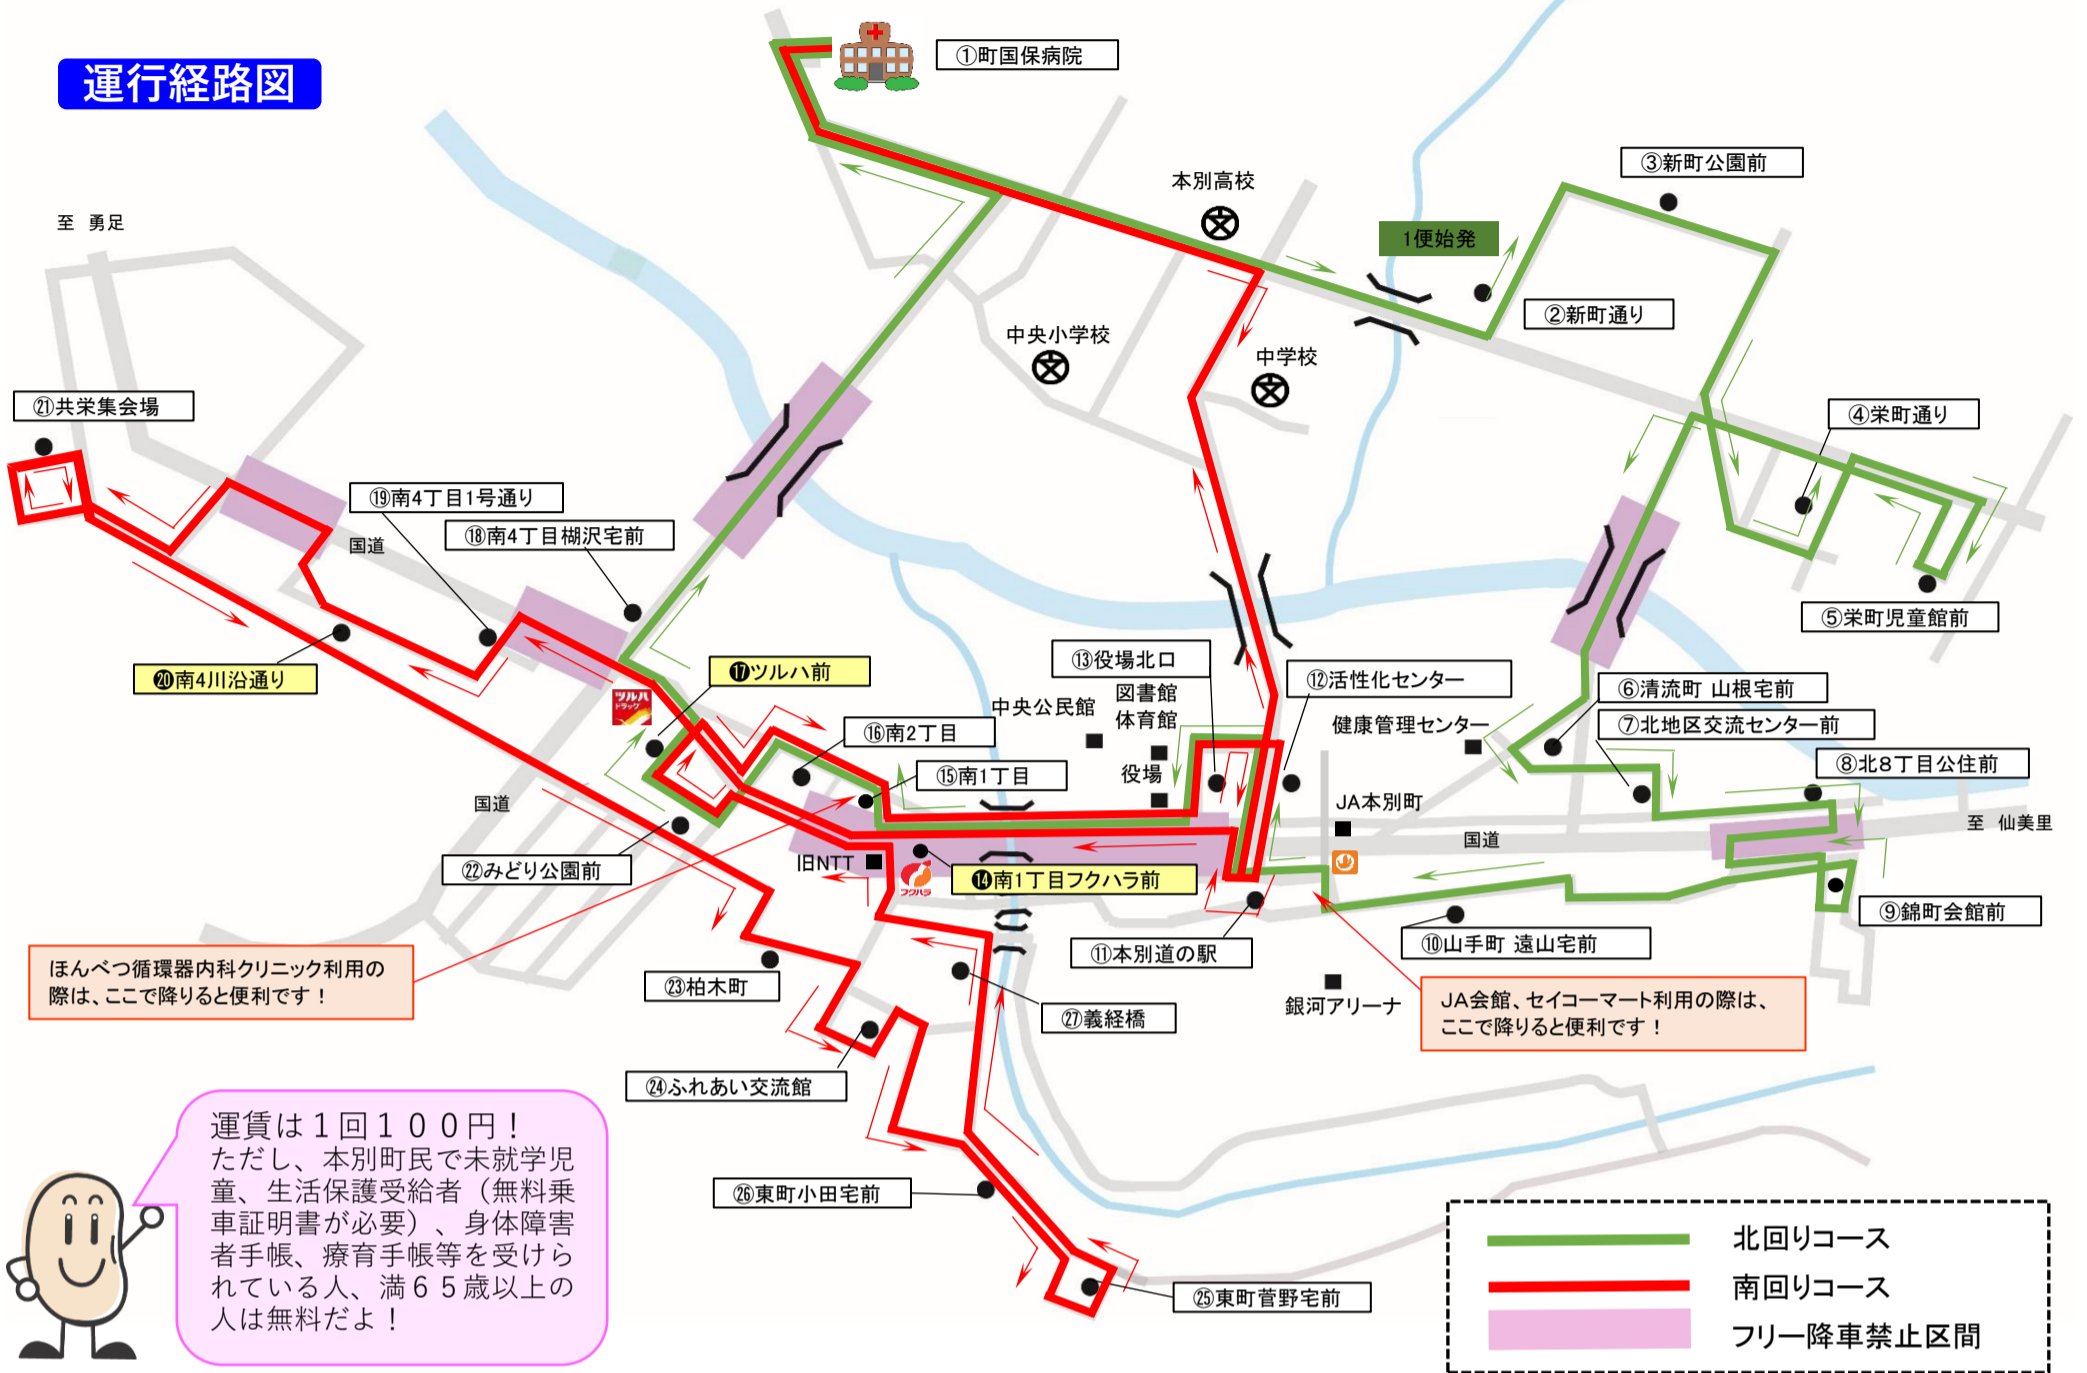 運行経路図
①町国保病院
③新町公園前
本別高校
1便始発
至 勇足
②新町通り
中央小学校
中学校
㉑共栄集会場
④栄町通り
⑲南4丁目1号通り
⑱南4丁目楜沢宅前
国道
⑤栄町児童館前
⓴南4川沿通り
⓱ツルハ前
⑬役場北口
⑫活性化センター
⑥清流町 山根宅前
ツルハ
ドラッグ
中央公民館
図書館
体育館
健康管理センター
⑦北地区交流センター前
⑯南2丁目
⑮南1丁目
役場
⑧北8丁目公住前
国道
JA本別町
国道
至 仙美里
㉒みどり公園前
旧NTT
フクハラ
⓮南1丁目フクハラ前
⑨錦町会館前
⑪本別道の駅
⑩山手町 遠山宅前
ほんべつ循環器内科クリニック利用の
際は、ここで降りると便利です！
㉓柏木町
㉗義経橋
銀河アリーナ
JA会館、セイコーマート利用の際は、
ここで降りると便利です！
㉔ふれあい交流館
運賃は１回１００円！
ただし、本別町民で未就学児
童、生活保護受給者（無料乗
車証明書が必要）、身体障害
者手帳、療育手帳等を受けら
れている人、満６５歳以上の
人は無料だよ！
㉖東町小田宅前
㉕東町菅野宅前
北回りコース
南回りコース
フリー降車禁止区間